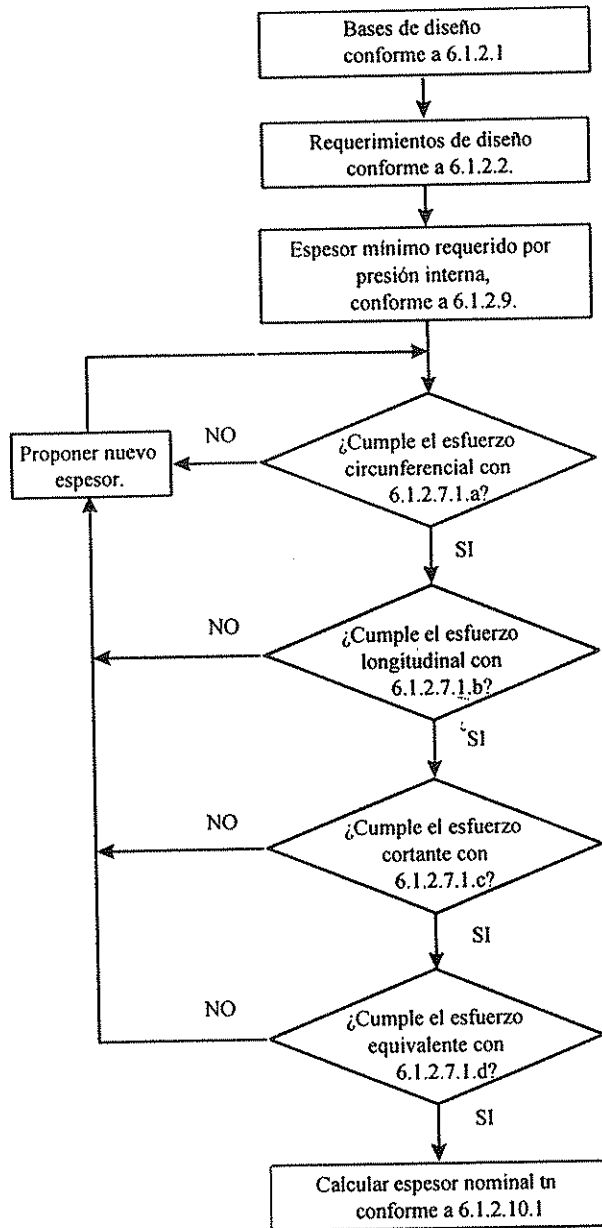 Bases de diseño
conforme a 6.1.2.1
Requerimientos de diseño
conforme a 6.1.2.2.
Espesor mínimo requerido por
presión interna,
conforme a 6.1.2.9.
Proponer nuevo
espesor.
NO
¿Cumple el esfuerzo
circunferencial con
6.1.2.7.1.a?
SI
NO
¿Cumple el esfuerzo
longitudinal con
6.1.2.7.1.b?
SI
NO
¿Cumple el esfuerzo
cortante con
6.1.2.7.1.c?
SI
NO
¿Cumple el esfuerzo
equivalente con
6.1.2.7.1.d?
SI
Calcular espesor nominal tn
conforme a 6.1.2.10.1